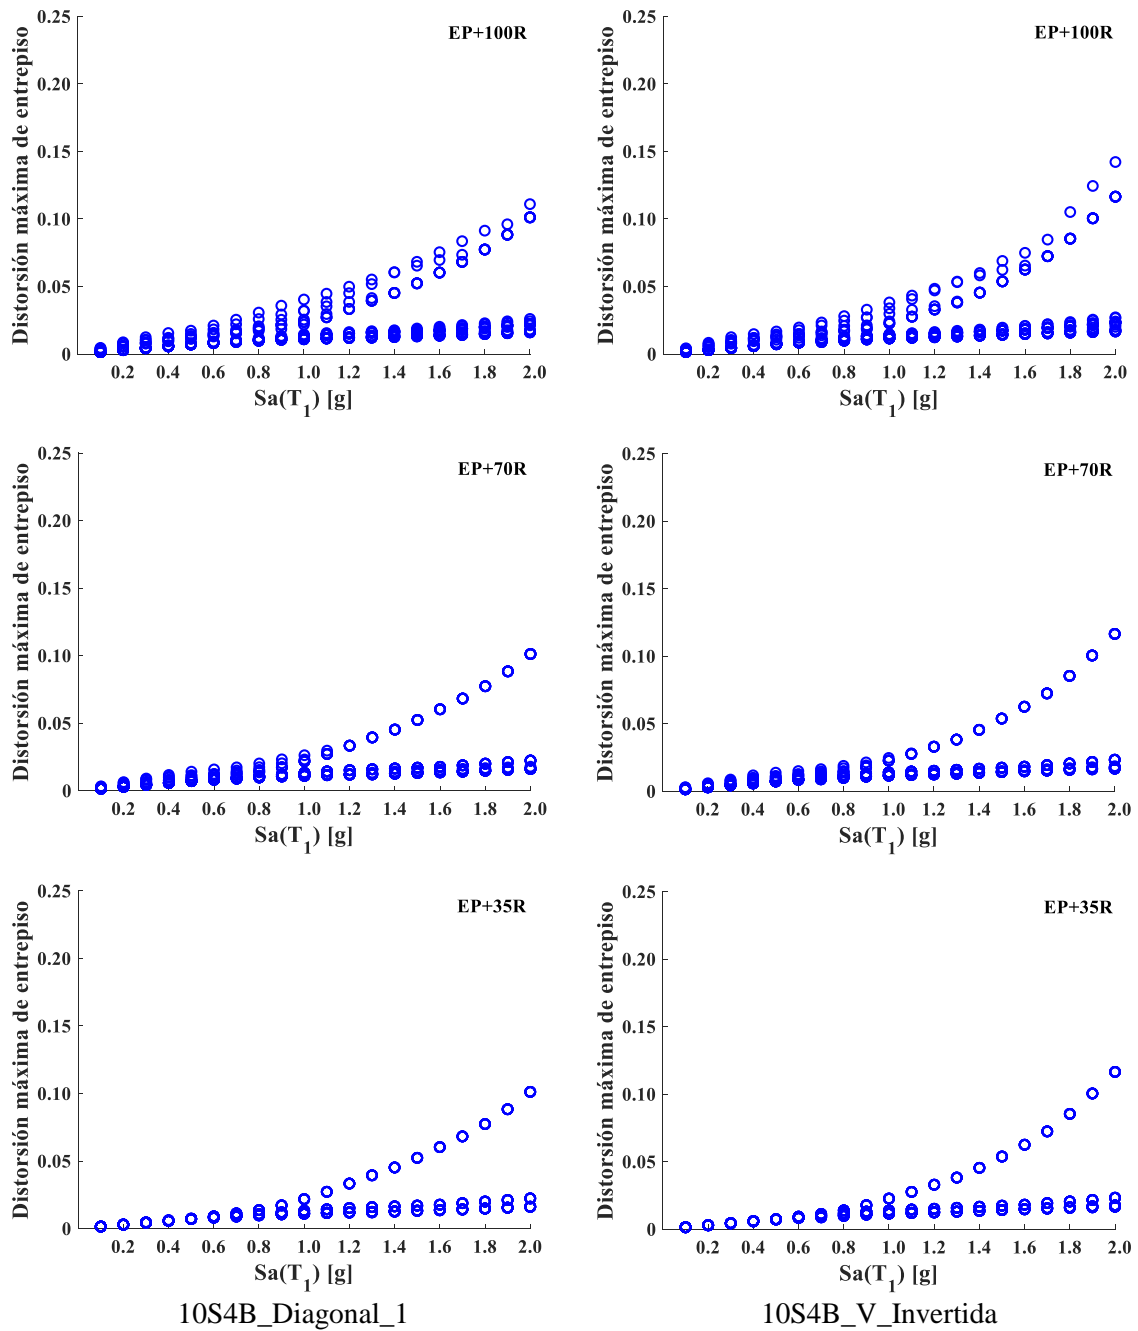 0.25
EP+100R
0.20
0.15
0.10
0.05
0
0.2 0.4 0.6 0.8 1.0 1.2 1.4 1.6 1.8 2.0
Distorsión máxima de entrepiso
Sa(T1) [g]
0.25
EP+100R
0.20
0.15
0.10
0.05
0
0.2 0.4 0.6 0.8 1.0 1.2 1.4 1.6 1.8 2.0
Distorsión máxima de entrepiso
Sa(T1) [g]
0.25
EP+70R
0.20
0.15
0.10
0.05
0
0.2 0.4 0.6 0.8 1.0 1.2 1.4 1.6 1.8 2.0
Distorsión máxima de entrepiso
Sa(T1) [g]
0.25
EP+70R
0.20
0.15
0.10
0.05
0
0.2 0.4 0.6 0.8 1.0 1.2 1.4 1.6 1.8 2.0
Distorsión máxima de entrepiso
Sa(T1) [g]
0.25
EP+35R
0.20
0.15
0.10
0.05
0
0.2 0.4 0.6 0.8 1.0 1.2 1.4 1.6 1.8 2.0
Distorsión máxima de entrepiso
Sa(T1) [g]
0.25
EP+35R
0.20
0.15
0.10
0.05
0
0.2 0.4 0.6 0.8 1.0 1.2 1.4 1.6 1.8 2.0
Distorsión máxima de entrepiso
Sa(T1) [g]
10S4B_Diagonal_1
10S4B_V_Invertida